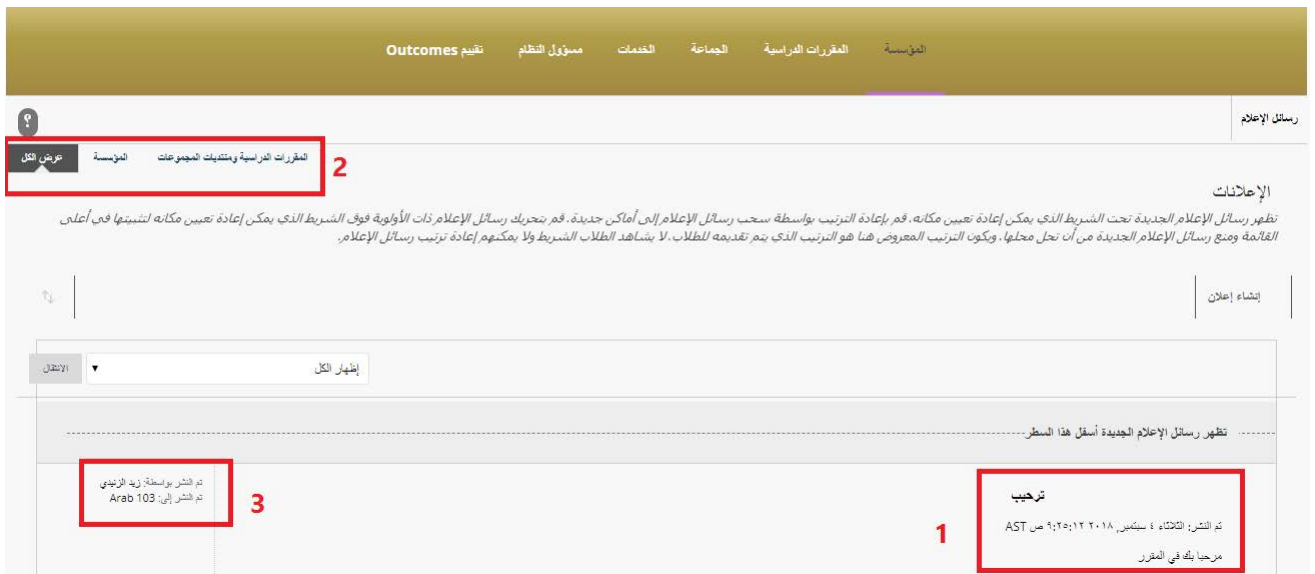 المؤسسة المقررات الدراسية الجماعة الخدمات مسؤول النظام تقييم Outcomes
رسائل الإعلام
?
المقررات الدراسية ومنتديات المجموعات المؤسسة عرض الكل
2
الإعلانات
تظهر رسائل الإعلام الجديدة تحت الشريط الذي يمكن إعادة تعيين مكانه. قم بإعادة الترتيب بواسطة سحب رسائل الإعلام إلى أماكن جديدة. قم بتحريك رسائل الإعلام ذات الأولوية فوق الشريط الذي يمكن إعادة تعيين مكانه لتثبيتها في أعلى
القائمة ومنع رسائل الإعلام الجديدة من أن تحل محلها. ويكون الترتيب المعروض هنا هو الترتيب الذي يتم تقديمه للطلاب. لا يشاهد الطلاب الشريط ولا يمكنهم إعادة ترتيب رسائل الإعلام.
إنشاء إعلان
إظهار الكل
الانتقال
تظهر رسائل الإعلام الجديدة أسفل هذا السطر
ترحيب
تم النشر: الثلاثاء ٤ سبتمبر, ٢٠١٨ ٩:٢٥:١٢ ص AST
مرحبا بك في المقرر
1
تم النشر بواسطة: زيد الزنيدي
تم النشر إلى: Arab 103
3